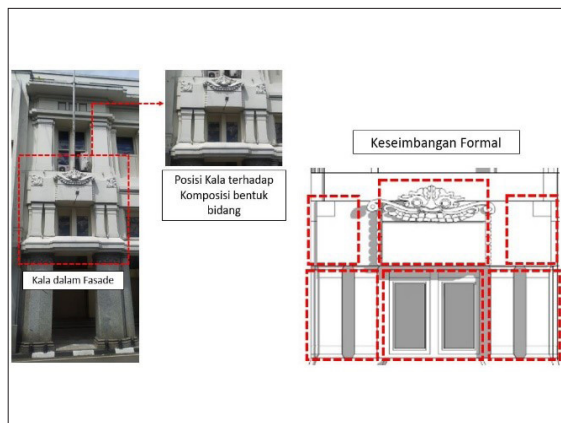 Kala dalam Fasade
Posisi Kala terhadap
Komposisi bentuk
bidang
Keseimbangan Formal